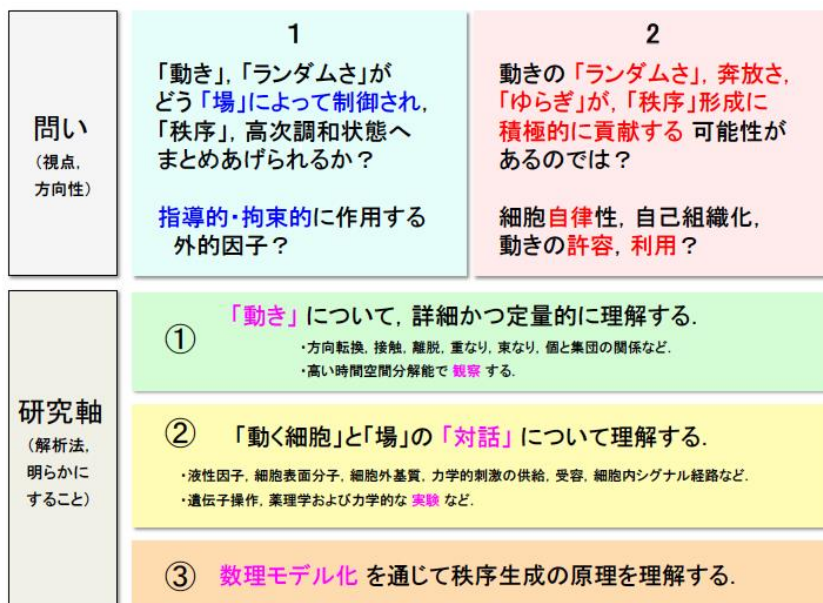 問い
(視点,
方向性)
1
「動き」,「ランダムさ」が
どう「場」によって制御され,
「秩序」, 高次調和状態へ
まとめあげられるか？
指導的・拘束的に作用する
外的因子？
2
動きの「ランダムさ」, 奔放さ,
「ゆらぎ」が,「秩序」形成に
積極的に貢献する 可能性が
あるのでは？
細胞自律性, 自己組織化,
動きの許容, 利用？
研究軸
(解析法,
明らかに
すること)
① 「動き」について, 詳細かつ定量的に理解する.
・方向転換, 接触, 離脱, 重なり, 束なり, 個と集団の関係など.
・高い時間空間分解能で 観察 する.
② 「動く細胞」と「場」の「対話」について理解する.
・液性因子, 細胞表面分子, 細胞外基質, 力学的刺激の供給, 受容, 細胞内シグナル経路など.
・遺伝子操作, 薬理学および力学的な 実験 など.
③ 数理モデル化 を通じて秩序生成の原理を理解する.